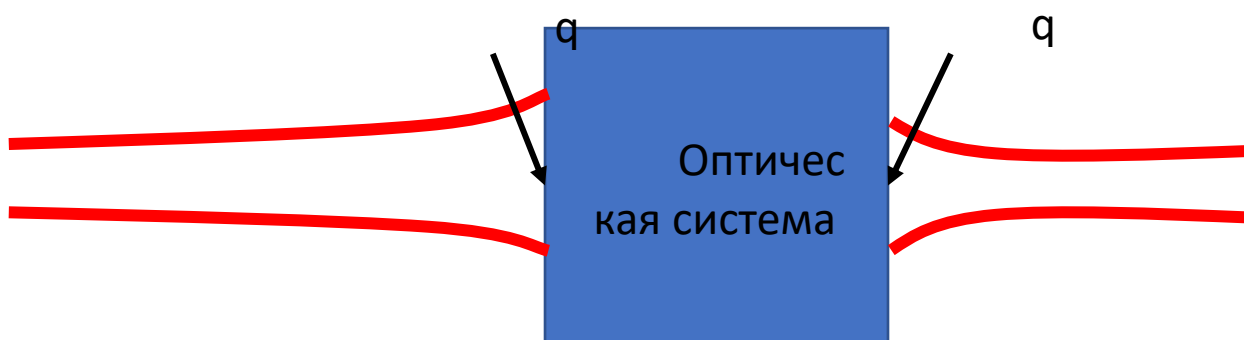 q
q
Оптичес
кая система